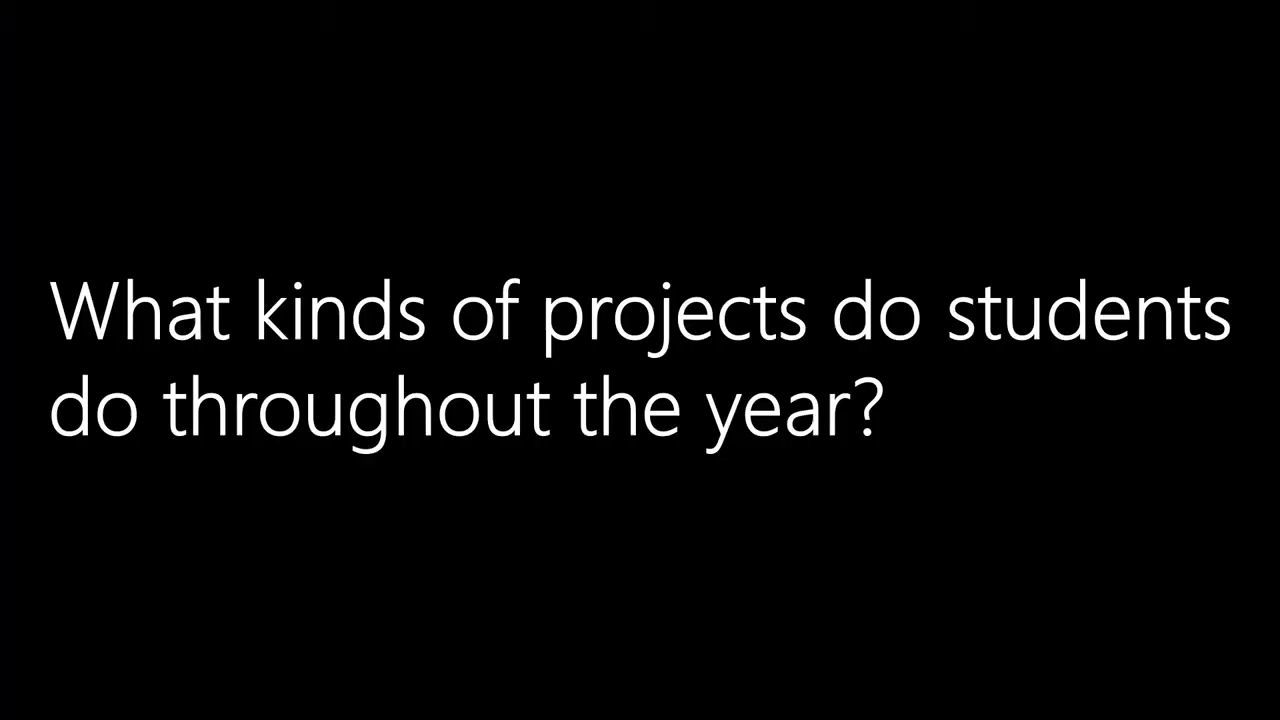 What kinds of projects do students
do throughout the year?